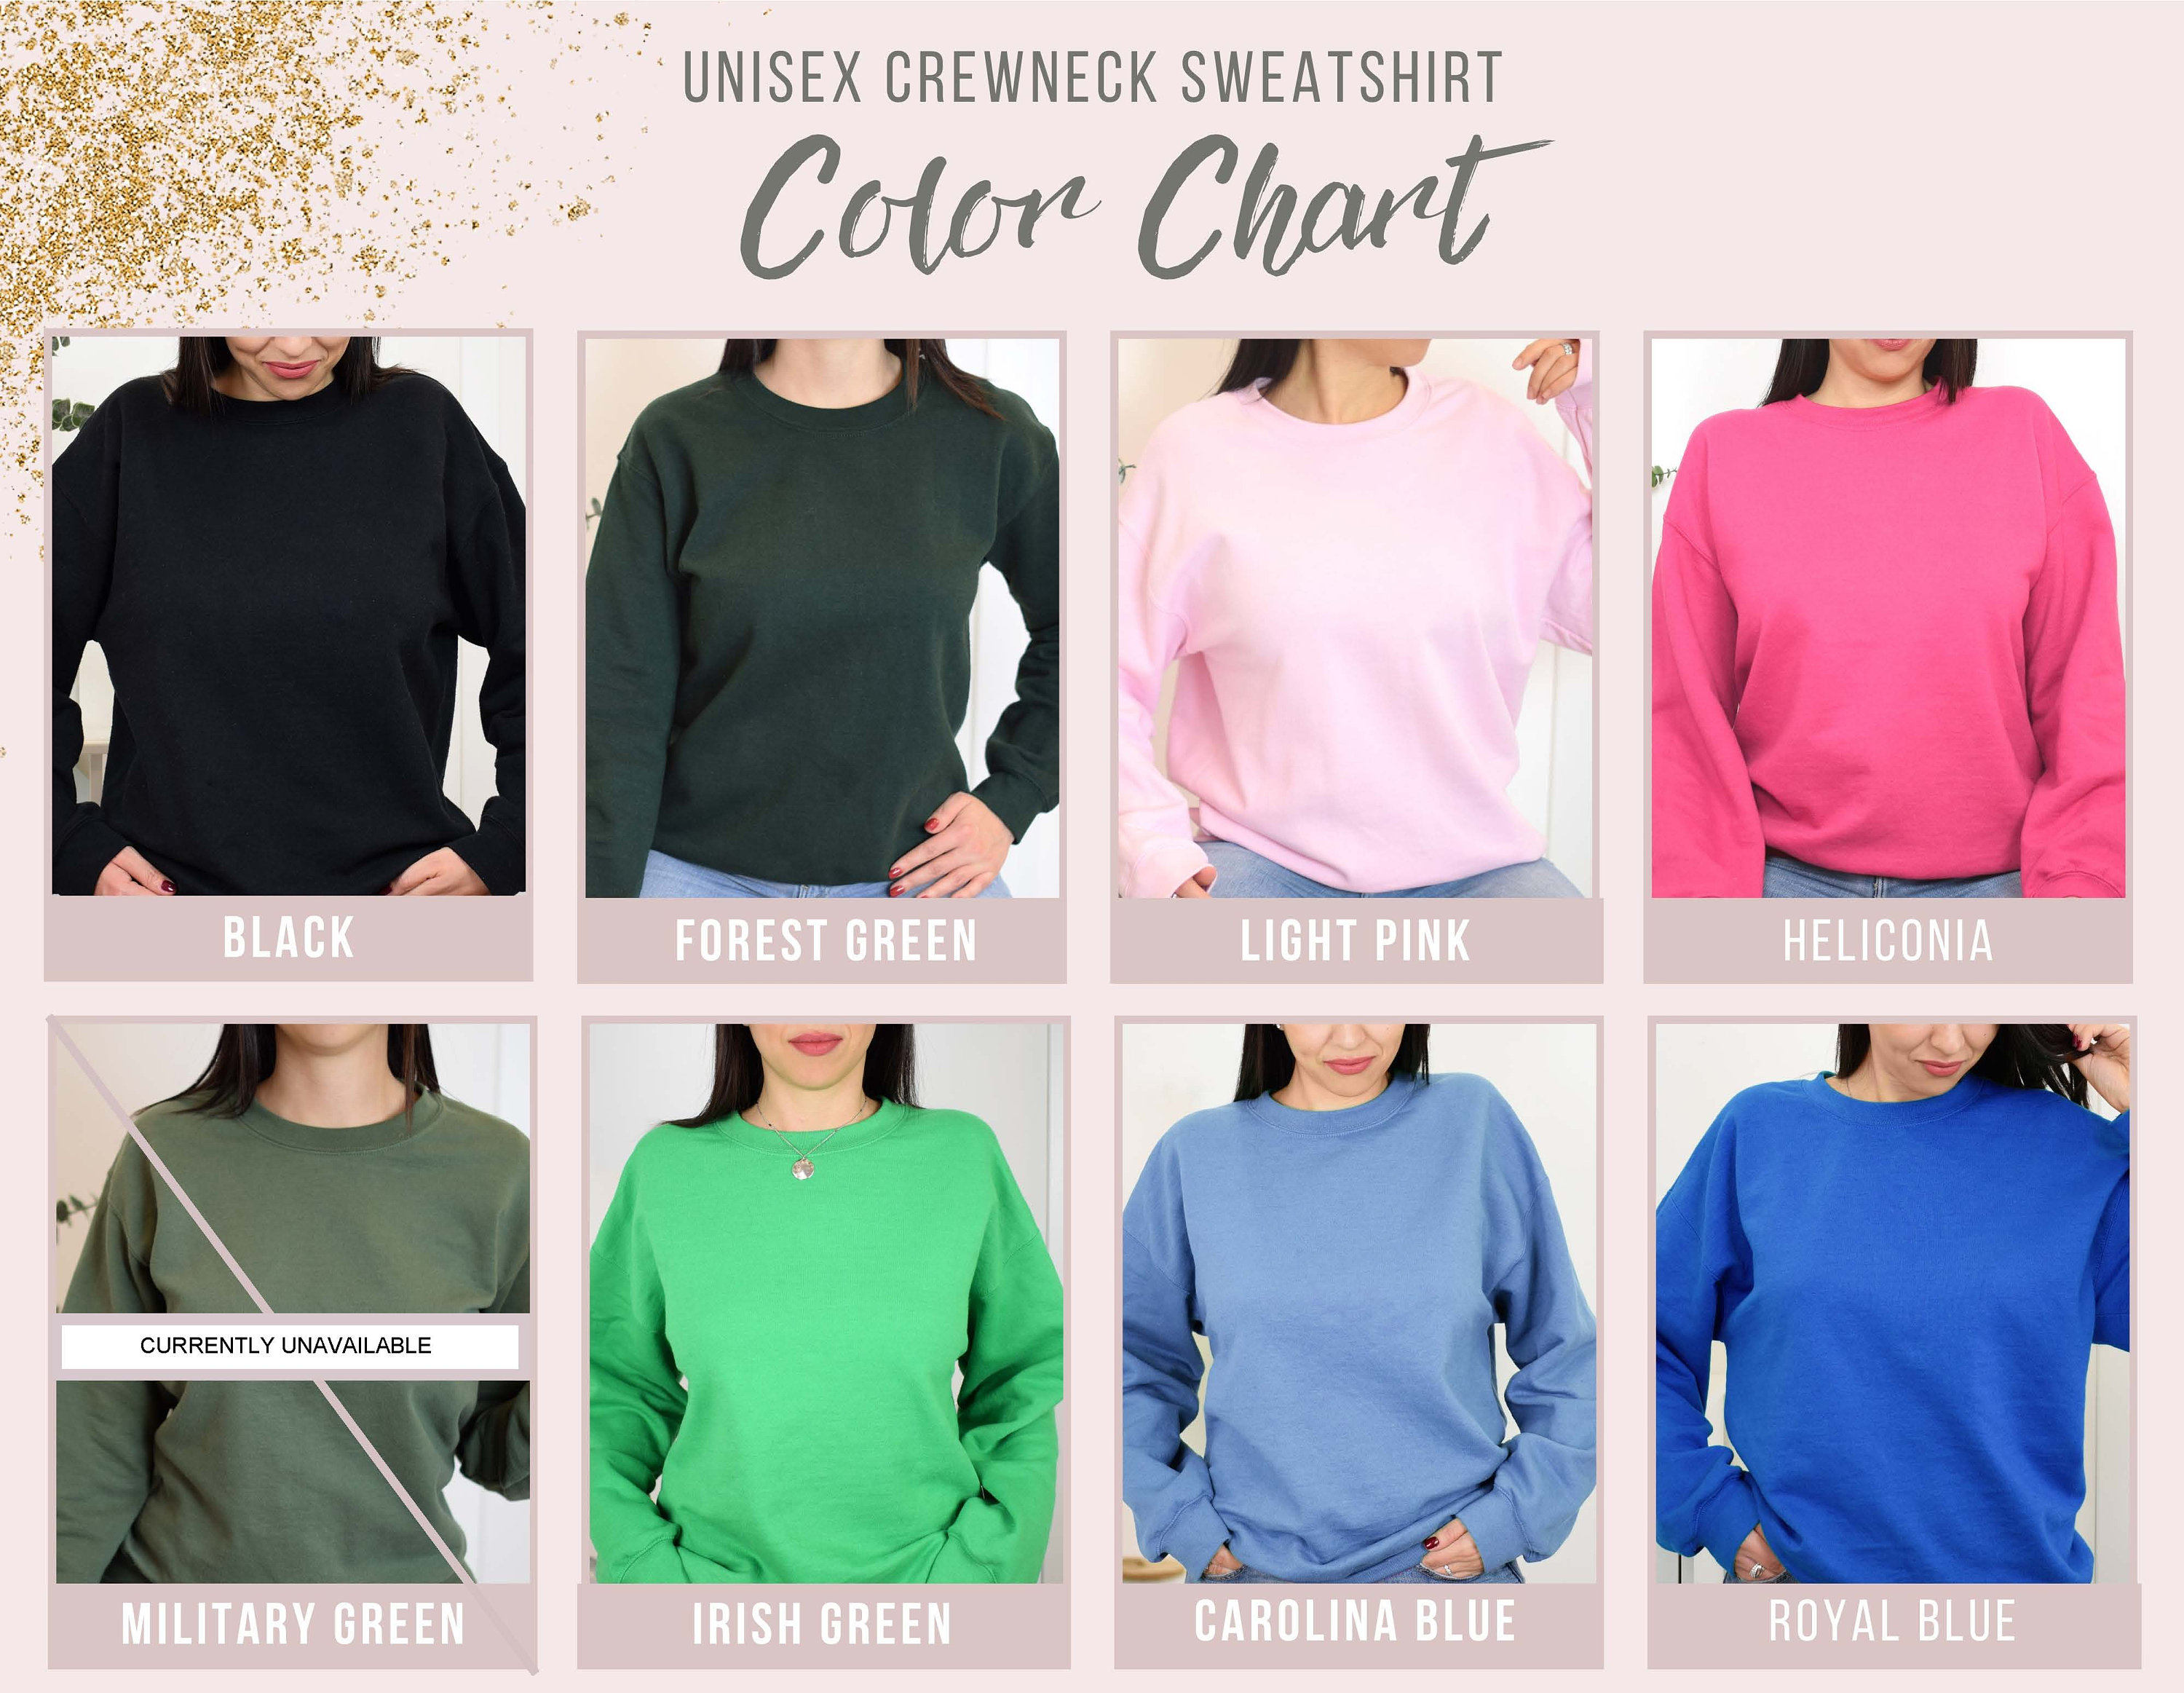 UNISEX CREWNECK SWEATSHIRT
Color Chart
BLACK
FOREST GREEN
LIGHT PINK
HELICONIA
CURRENTLY UNAVAILABLE
MILITARY GREEN
IRISH GREEN
CAROLINA BLUE
ROYAL BLUE